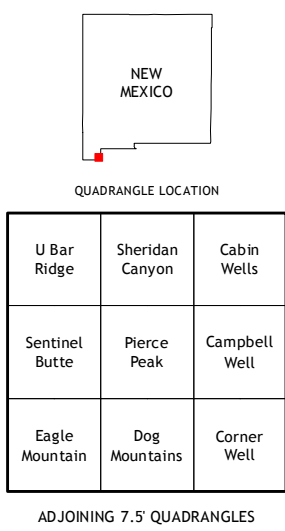 NEW
MEXICO
QUADRANGLE LOCATION
U Bar
Ridge
Sheridan
Canyon
Cabin
Wells
Sentinel
Butte
Pierce
Peak
Campbell
Well
Eagle
Mountain
Dog
Mountains
Corner
Well
ADJOINING 7.5' QUADRANGLES